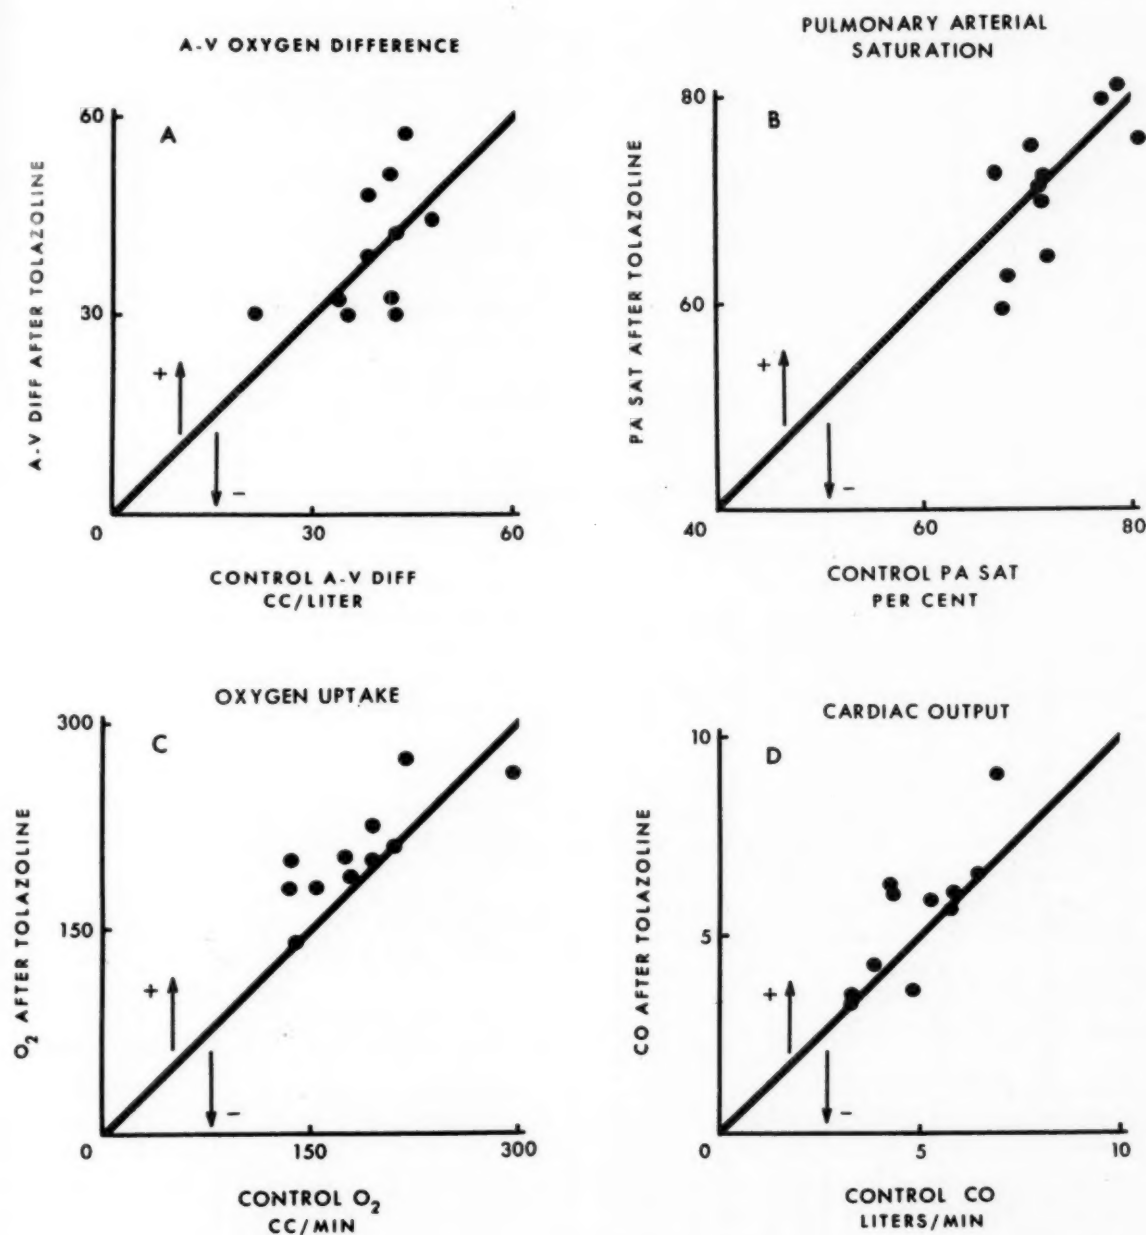 A-V OXYGEN DIFFERENCE
A-V DIFF AFTER TOLAZOLINE
60
A
30
+
−
0
30
60
CONTROL A-V DIFF
CC/LITER
PULMONARY ARTERIAL
SATURATION
PA SAT AFTER TOLAZOLINE
80
B
60
+
−
40
60
80
CONTROL PA SAT
PER CENT
OXYGEN UPTAKE
O₂ AFTER TOLAZOLINE
300
C
150
+
−
0
150
300
CONTROL O₂
CC/MIN
CARDIAC OUTPUT
CO AFTER TOLAZOLINE
10
D
5
+
−
0
5
10
CONTROL CO
LITERS/MIN